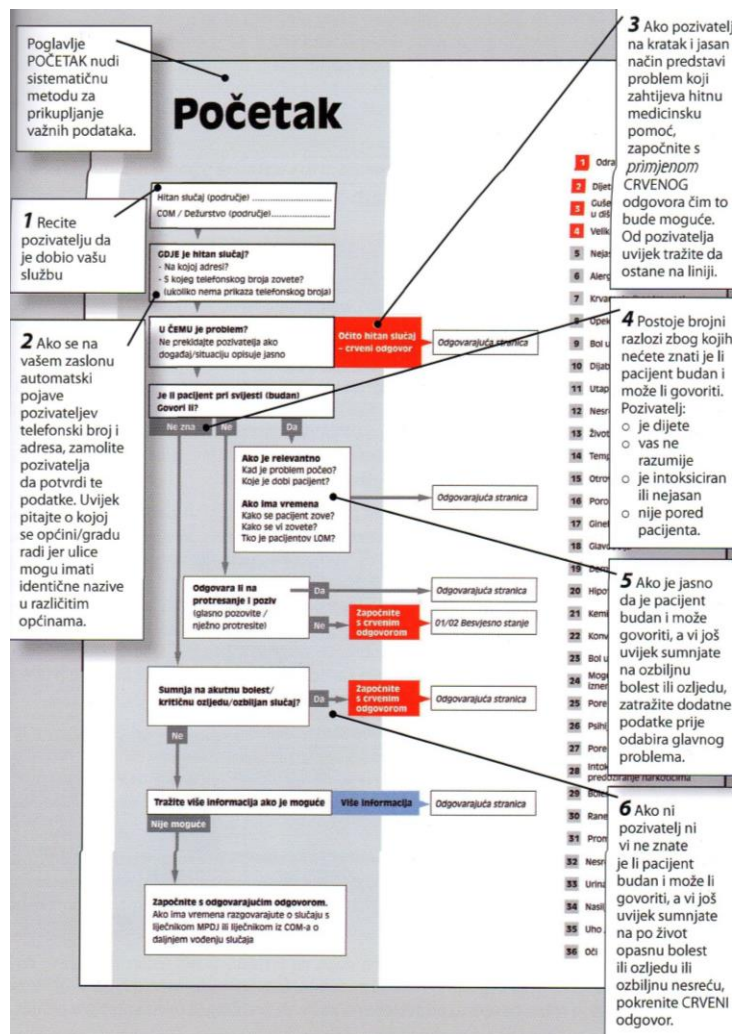 Poglavlje
POČETAK nudi
sistematičnu
metodu za
prikupljanje
važnih podataka.
Početak
Hitan slučaj (područje)
COM / Dežurstvo (područje)
1 Recite
pozivatelju da
je dobio vašu
službu
GDJE je hitan slučaj?
- Na kojoj adresi?
- S kojeg telefonskog broja zovete?
(ukoliko nema prikaza telefonskog broja)
2 Ako se na
vašem zaslonu
automatski
pojave
pozivateljev
telefonski broj i
adresa, zamolite
pozivatelja
da potvrdi te
podatke. Uvijek
pitajte o kojoj
se općini/gradu
radi jer ulice
mogu imati
identične nazive
u različitim
općinama.
U ČEMU je problem?
Ne prekidajte pozivatelja ako
događaj/situaciju opisuje jasno
Očito hitan slučaj
– crveni odgovor
Odgovarajuća stranica
Je li pacijent pri svijesti (budan)
Govori li?
Ne zna
Ne
Da
Ako je relevantno
Kad je problem počeo?
Koje je dobi pacijent?
Ako ima vremena
Kako se pacijent zove?
Kako se vi zovete?
Tko je pacijentov LOM?
Odgovarajuća stranica
Odgovara li na
protresanje i poziv
(glasno pozovite /
nježno protresite)
Da
Odgovarajuća stranica
Ne
Započnite
s crvenim
odgovorom
01/02 Besvjesno stanje
Sumnja na akutnu bolest/
kritičnu ozljedu/ozbiljan slučaj?
Da
Započnite
s crvenim
odgovorom
Odgovarajuća stranica
Ne
Tražite više informacija ako je moguće
Više informacija
Odgovarajuća stranica
Nije moguće
Započnite s odgovarajućim odgovorom.
Ako ima vremena razgovarajute o slučaju s
liječnikom MPDJ ili liječnikom iz COM-a o
daljnjem vođenju slučaja
3 Ako pozivatelj
na kratak i jasan
način predstavi
problem koji
zahtijeva hitnu
medicinsku
pomoć,
započnite s
primjenom
CRVENOG
odgovora čim to
bude moguće.
Od pozivatelja
uvijek tražite da
ostane na liniji.
4 Postoje brojni
razlozi zbog kojih
nećete znati je li
pacijent budan i
može li govoriti.
Pozivatelj:
o je dijete
o vas ne
razumije
o je intoksiciran
ili nejasan
o nije pored
pacijenta.
5 Ako je jasno
da je pacijent
budan i može
govoriti, a vi još
uvijek sumnjate
na ozbiljnu
bolest ili ozljedu,
zatražite dodatne
podatke prije
odabira glavnog
problema.
6 Ako ni
pozivatelj ni
vi ne znate
je li pacijent
budan i može li
govoriti, a vi još
uvijek sumnjate
na po život
opasnu bolest
ili ozljedu ili
ozbiljnu nesreću,
pokrenite CRVENI
odgovor.
1
2
3
u
4
5
6
7
8
9 Bol u
10
11
12
13
14
15
16
17
18
19
20
21
22
23 Bol u
24
25
26
27
28
predoziranje narkoticima
29
30
31
32
33
34
35 Uho
36 Oči